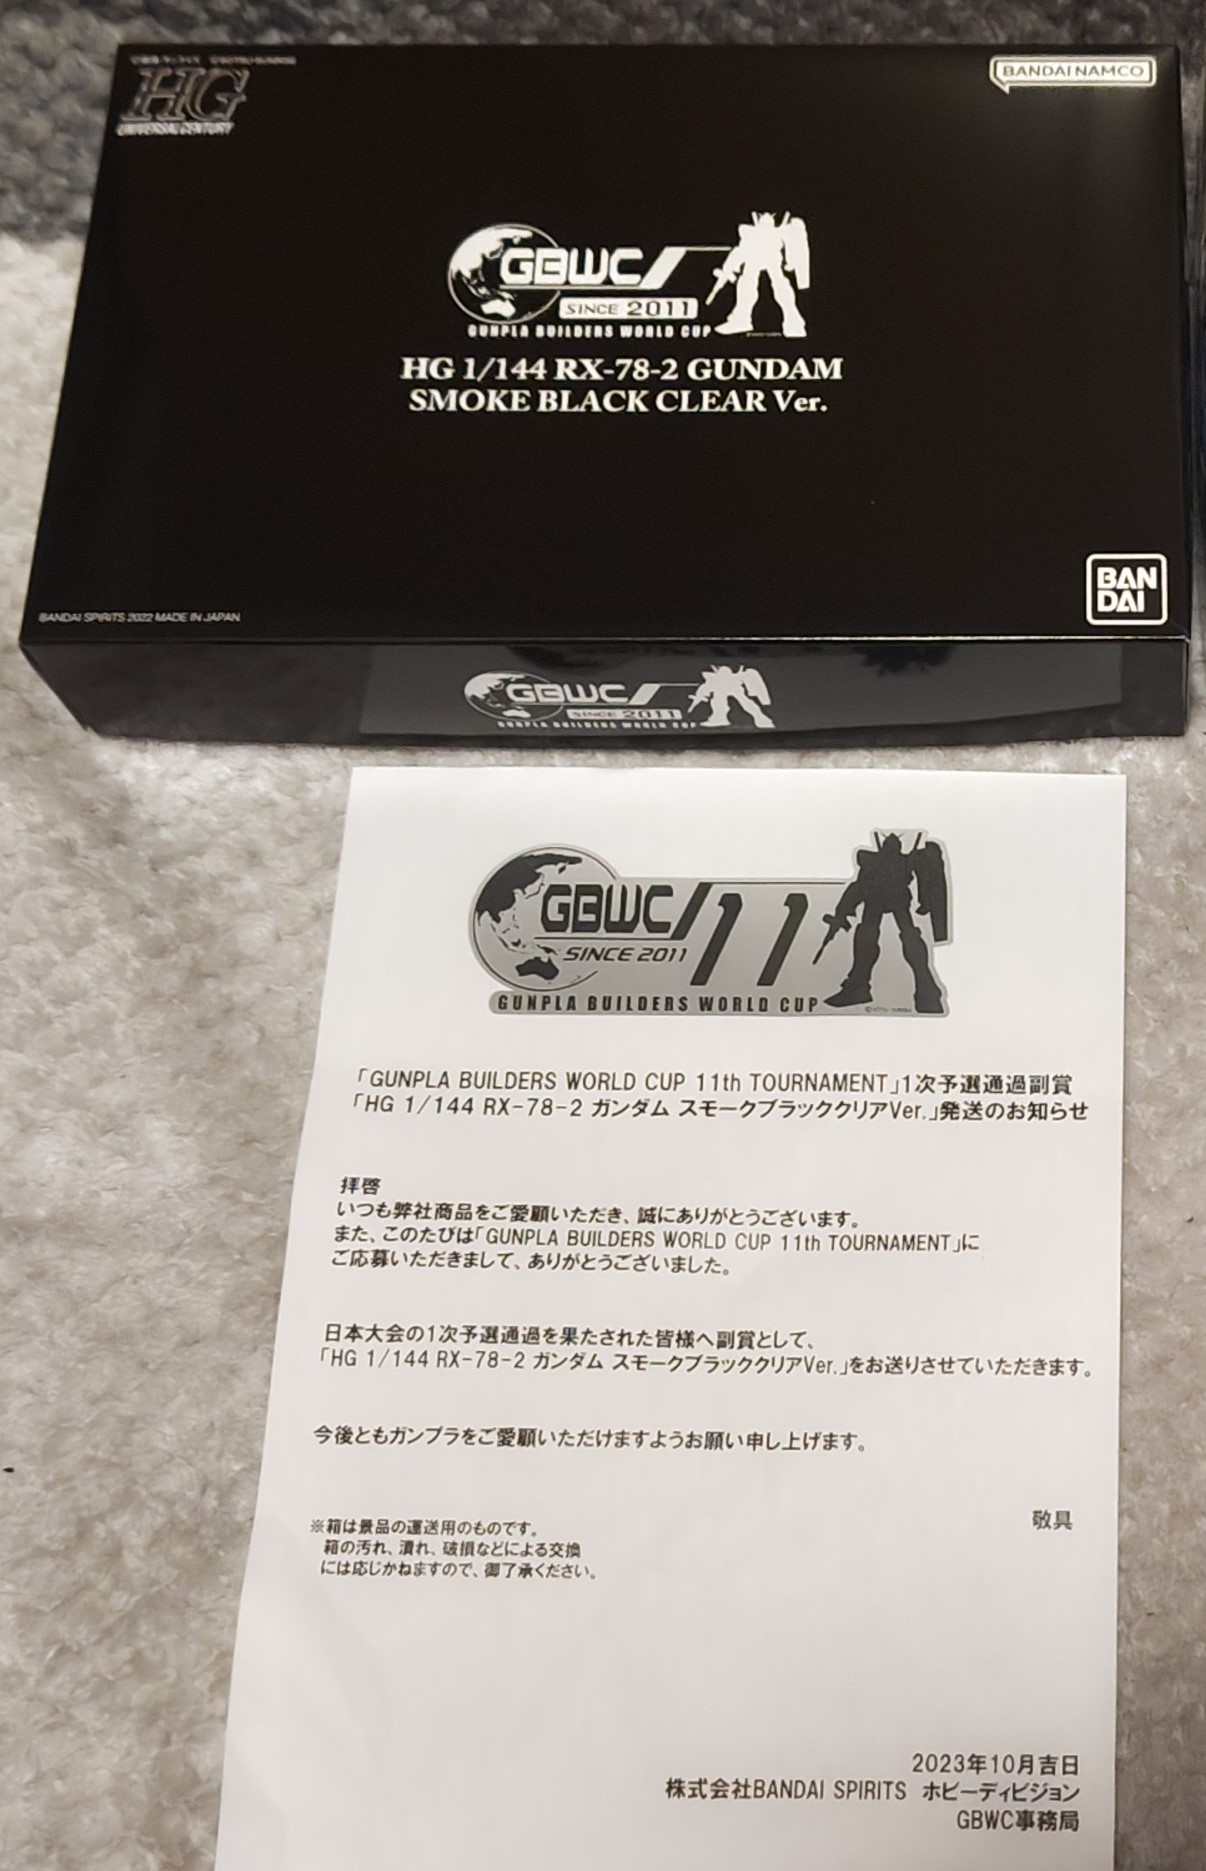 HG
UNIVERSAL CENTURY
BANDAI NAMCO
GBWC
SINCE 2011
GUNPLA BUILDERS WORLD CUP
HG 1/144 RX-78-2 GUNDAM
SMOKE BLACK CLEAR Ver.
BANDAI SPIRITS 2022 MADE IN JAPAN
BAN
DAI
GBWC
SINCE 2011
GUNPLA BUILDERS WORLD CUP
GBWC/11
SINCE 2011
GUNPLA BUILDERS WORLD CUP
「GUNPLA BUILDERS WORLD CUP 11th TOURNAMENT」1次予選通過副賞
「HG 1/144 RX-78-2 ガンダム スモークブラッククリアVer.」発送のお知らせ
拝啓
いつも弊社商品をご愛顧いただき、誠にありがとうございます。
また、このたびは「GUNPLA BUILDERS WORLD CUP 11th TOURNAMENT」に
ご応募いただきまして、ありがとうございました。
日本大会の1次予選通過を果たされた皆様へ副賞として、
「HG 1/144 RX-78-2 ガンダム スモークブラッククリアVer.」をお送りさせていただきます。
今後ともガンプラをご愛顧いただけますようお願い申し上げます。
敬具
※箱は景品の運送用のものです。
箱の汚れ、潰れ、破損などによる交換
には応じかねますので、御了承ください。
2023年10月吉日
株式会社BANDAI SPIRITS ホビーディビジョン
GBWC事務局